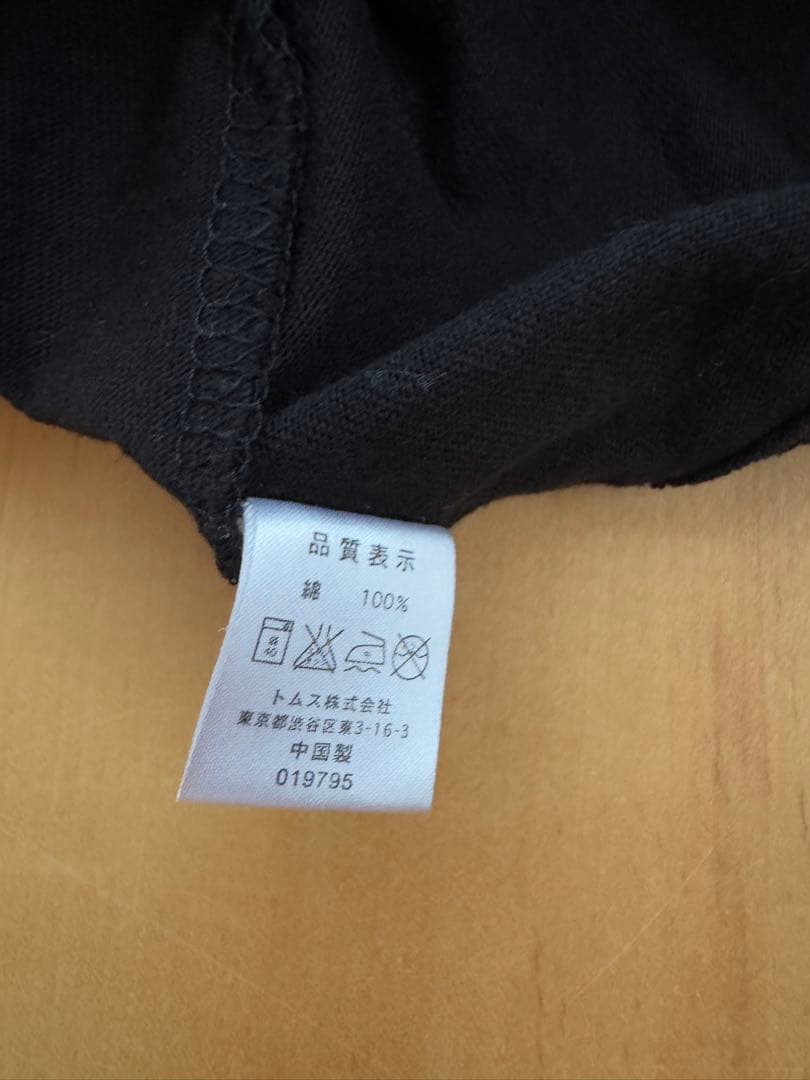 品質表示
綿 100%
トムス株式会社
東京都渋谷区東3-16-3
中国製
019795